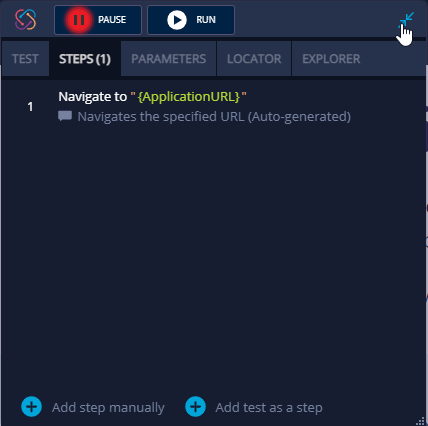 PAUSE RUN
TEST STEPS (1) PARAMETERS LOCATOR EXPLORER
1 Navigate to "{ApplicationURL}"
Navigates the specified URL (Auto-generated)
Add step manually Add test as a step